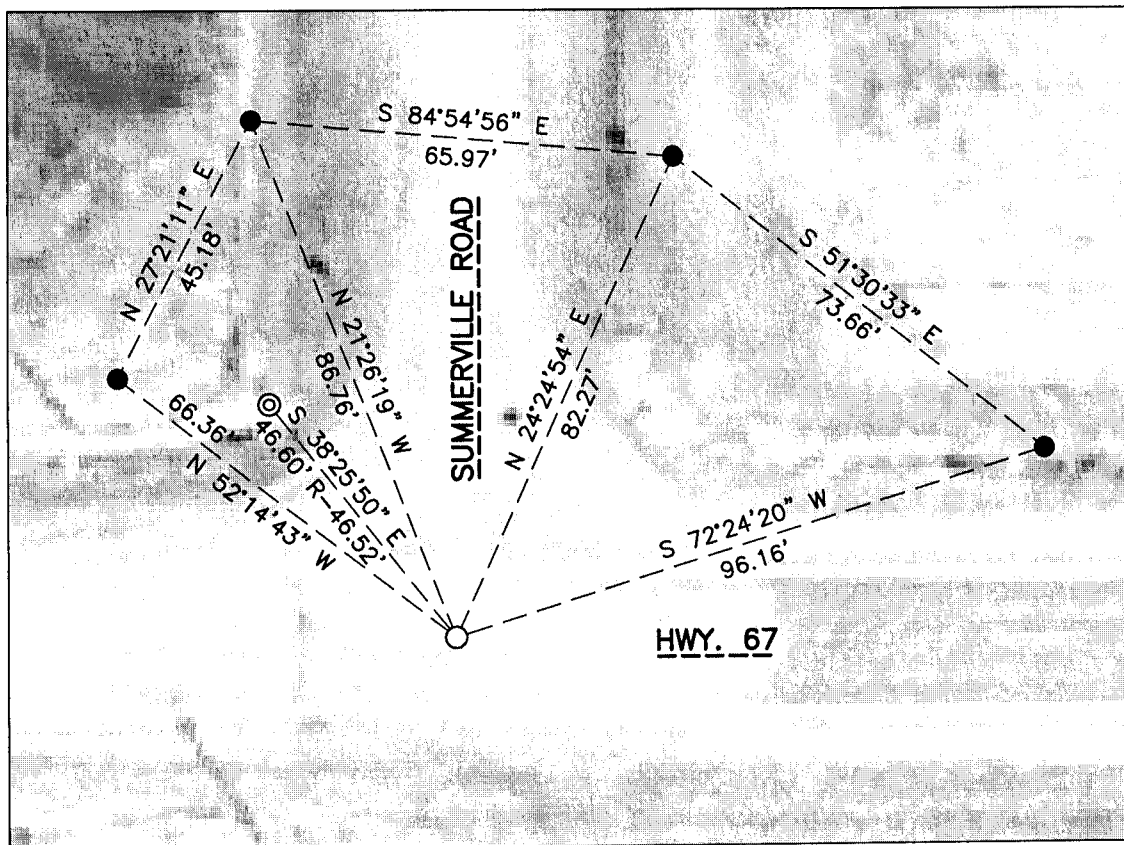 S 84°54'56" E
65.97'
N 27°21'11" E
45.18'
SUMMERVILLE ROAD
S 51°30'33" E
73.66'
N 21°26'19" W
86.76'
N 24°24'54" E
82.27'
66.36'
N 52°14'43" W
S 38°25'50" E
46.60' R-46.52'
S 72°24'20" W
96.16'
HWY. 67